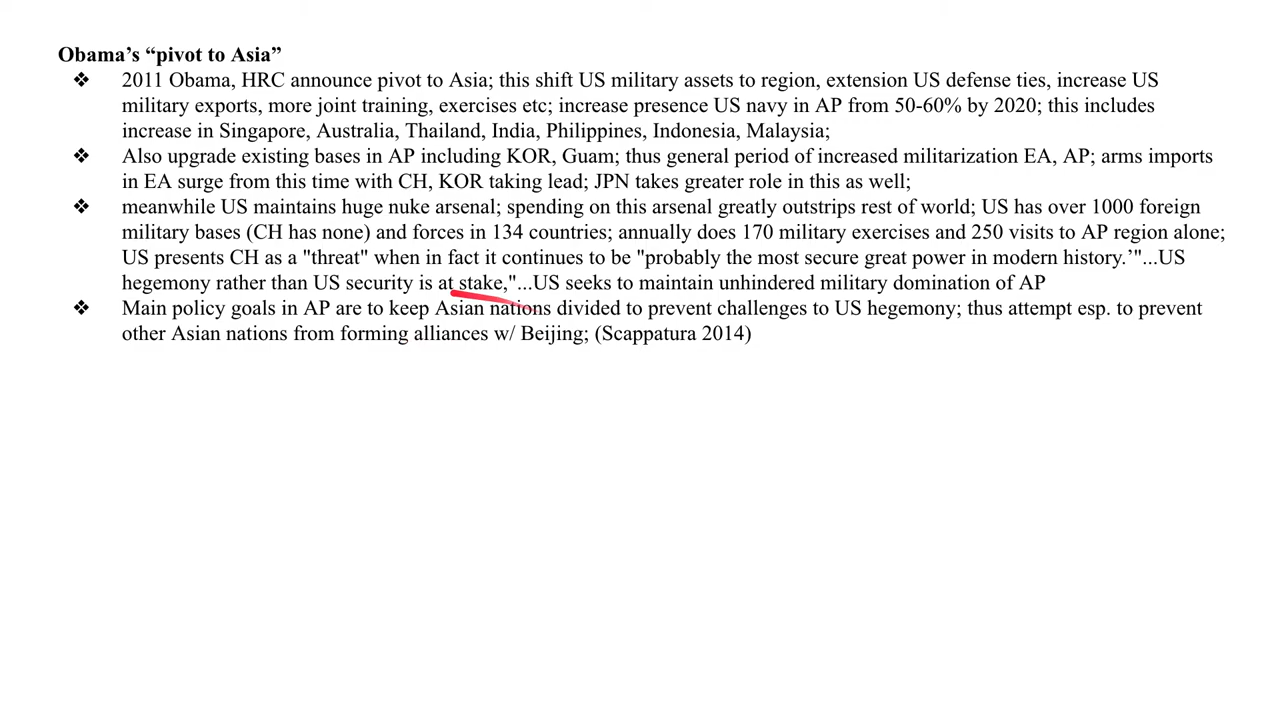 Obama’s “pivot to Asia”
❖ 2011 Obama, HRC announce pivot to Asia; this shift US military assets to region, extension US defense ties, increase US
military exports, more joint training, exercises etc; increase presence US navy in AP from 50-60% by 2020; this includes
increase in Singapore, Australia, Thailand, India, Philippines, Indonesia, Malaysia;
❖ Also upgrade existing bases in AP including KOR, Guam; thus general period of increased militarization EA, AP; arms imports
in EA surge from this time with CH, KOR taking lead; JPN takes greater role in this as well;
❖ meanwhile US maintains huge nuke arsenal; spending on this arsenal greatly outstrips rest of world; US has over 1000 foreign
military bases (CH has none) and forces in 134 countries; annually does 170 military exercises and 250 visits to AP region alone;
US presents CH as a "threat" when in fact it continues to be "probably the most secure great power in modern history.’"...US
hegemony rather than US security is at stake,"...US seeks to maintain unhindered military domination of AP
❖ Main policy goals in AP are to keep Asian nations divided to prevent challenges to US hegemony; thus attempt esp. to prevent
other Asian nations from forming alliances w/ Beijing; (Scappatura 2014)